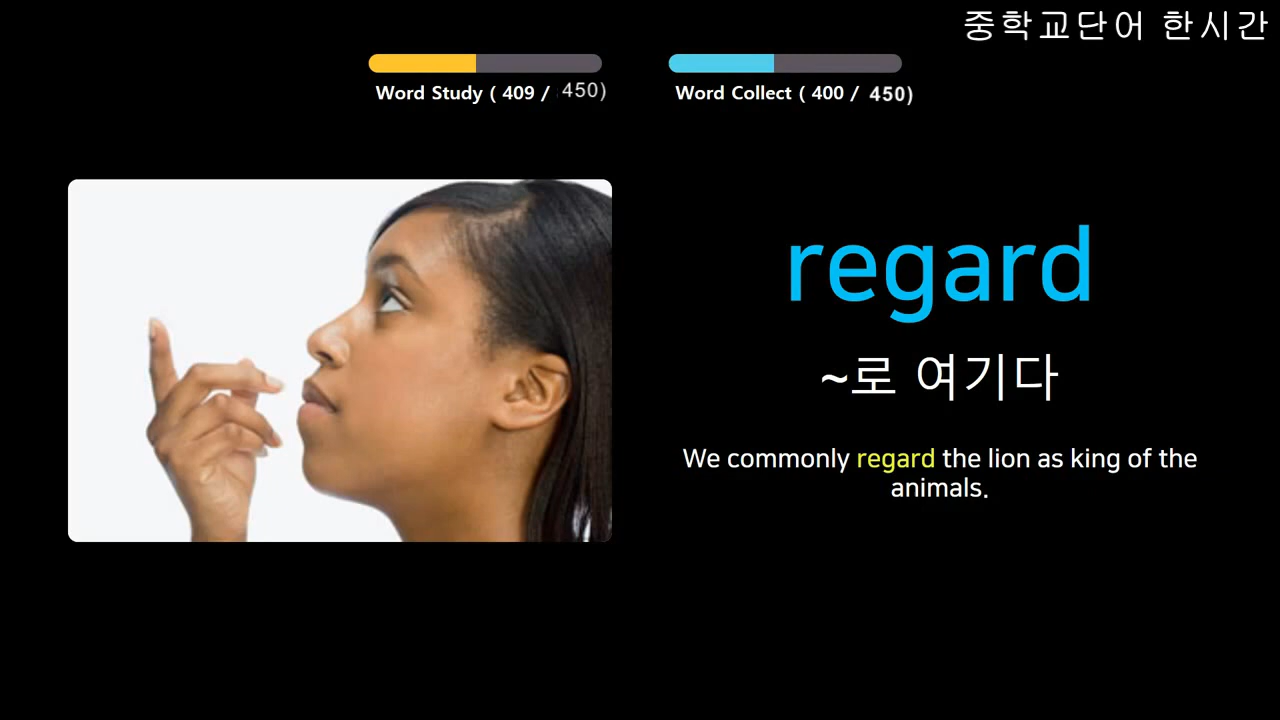 중학교단어 한시간
Word Study ( 409 / 450)
Word Collect ( 400 / 450)
regard
~로 여기다
We commonly regard the lion as king of the
animals.